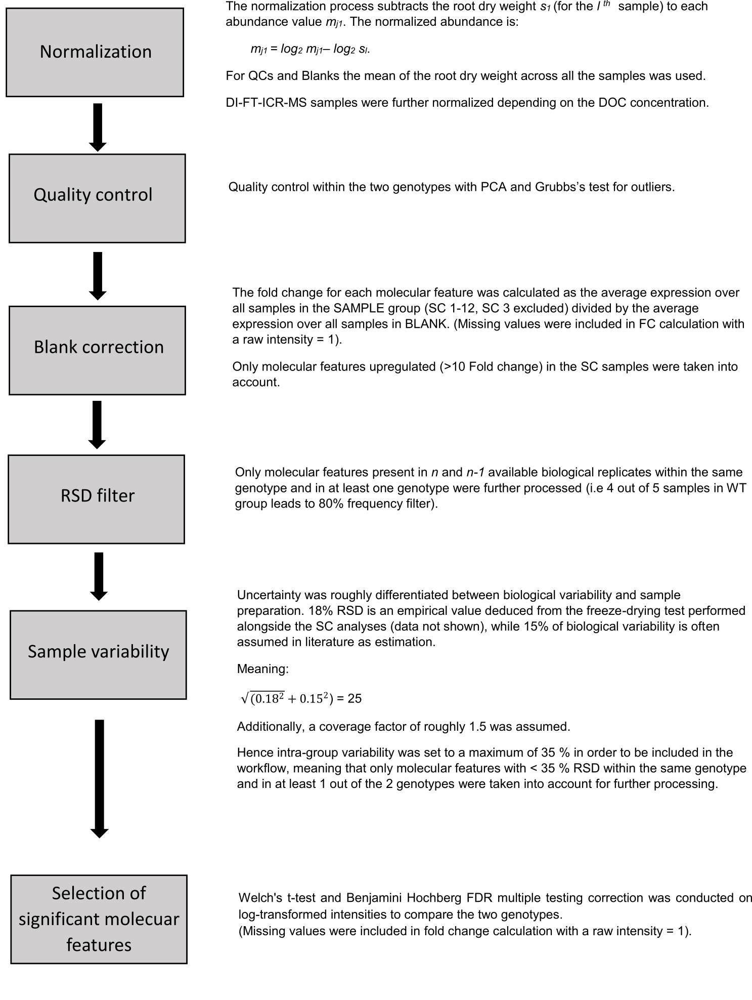 Normalization
The normalization process subtracts the root dry weight s1 (for the l th sample) to each
abundance value mj1. The normalized abundance is:
mj1 = log2 mj1– log2 sl.
For QCs and Blanks the mean of the root dry weight across all the samples was used.
DI-FT-ICR-MS samples were further normalized depending on the DOC concentration.
Quality control
Quality control within the two genotypes with PCA and Grubbs’s test for outliers.
Blank correction
The fold change for each molecular feature was calculated as the average expression over
all samples in the SAMPLE group (SC 1-12, SC 3 excluded) divided by the average
expression over all samples in BLANK. (Missing values were included in FC calculation with
a raw intensity = 1).
Only molecular features upregulated (>10 Fold change) in the SC samples were taken into
account.
RSD filter
Only molecular features present in n and n-1 available biological replicates within the same
genotype and in at least one genotype were further processed (i.e 4 out of 5 samples in WT
group leads to 80% frequency filter).
Sample variability
Uncertainty was roughly differentiated between biological variability and sample
preparation. 18% RSD is an empirical value deduced from the freeze-drying test performed
alongside the SC analyses (data not shown), while 15% of biological variability is often
assumed in literature as estimation.
Meaning:
√(0.18² + 0.15²) = 25
Additionally, a coverage factor of roughly 1.5 was assumed.
Hence intra-group variability was set to a maximum of 35 % in order to be included in the
workflow, meaning that only molecular features with < 35 % RSD within the same genotype
and in at least 1 out of the 2 genotypes were taken into account for further processing.
Selection of
significant molecuar
features
Welch's t-test and Benjamini Hochberg FDR multiple testing correction was conducted on
log-transformed intensities to compare the two genotypes.
(Missing values were included in fold change calculation with a raw intensity = 1).